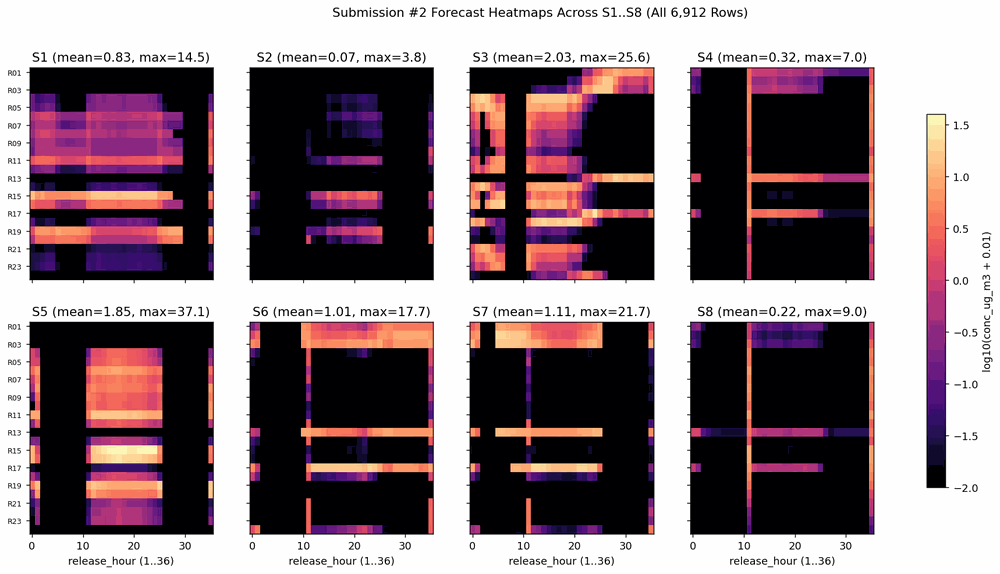 Submission #2 Forecast Heatmaps Across S1..S8 (All 6,912 Rows)
S1 (mean=0.83, max=14.5)
S2 (mean=0.07, max=3.8)
S3 (mean=2.03, max=25.6)
S4 (mean=0.32, max=7.0)
R01
R03
R05
R07
R09
R11
R13
R15
R17
R19
R21
R23
S5 (mean=1.85, max=37.1)
S6 (mean=1.01, max=17.7)
S7 (mean=1.11, max=21.7)
S8 (mean=0.22, max=9.0)
R01
R03
R05
R07
R09
R11
R13
R15
R17
R19
R21
R23
0 10 20 30
0 10 20 30
0 10 20 30
0 10 20 30
release_hour (1..36)
release_hour (1..36)
release_hour (1..36)
release_hour (1..36)
1.5
1.0
0.5
0.0
−0.5
−1.0
−1.5
−2.0
log10(conc_ug_m3 + 0.01)